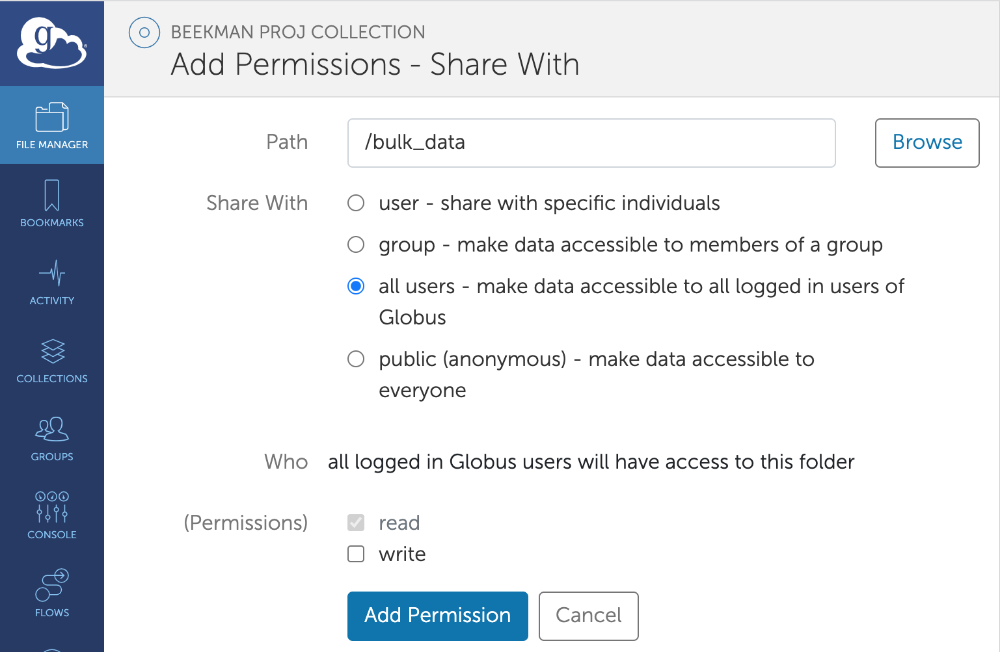 g
BEEKMAN PROJ COLLECTION
Add Permissions - Share With
FILE MANAGER
BOOKMARKS
ACTIVITY
COLLECTIONS
GROUPS
CONSOLE
FLOWS
Path
/bulk_data
Browse
Share With
user - share with specific individuals
group - make data accessible to members of a group
all users - make data accessible to all logged in users of
Globus
public (anonymous) - make data accessible to
everyone
Who
all logged in Globus users will have access to this folder
(Permissions)
read
write
Add Permission
Cancel